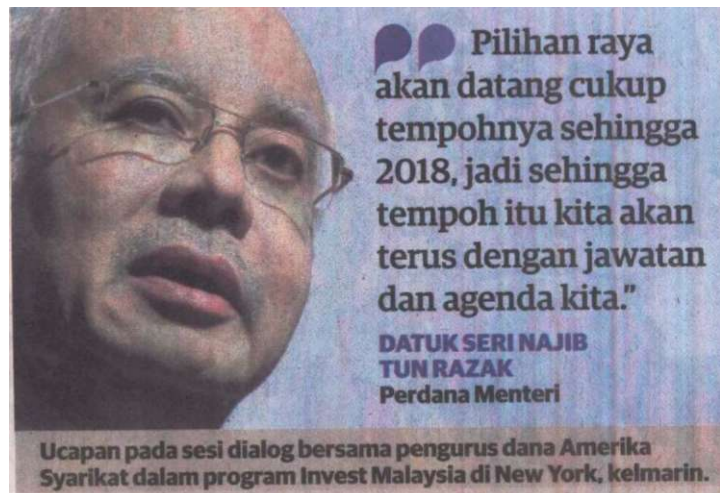 Pilihan raya
akan datang cukup
tempohnya sehingga
2018, jadi sehingga
tempoh itu kita akan
terus dengan jawatan
dan agenda kita."
DATUK SERI NAJIB
TUN RAZAK
Perdana Menteri
Ucapan pada sesi dialog bersama pengurus dana Amerika
Syarikat dalam program Invest Malaysia di New York, kelmarin.